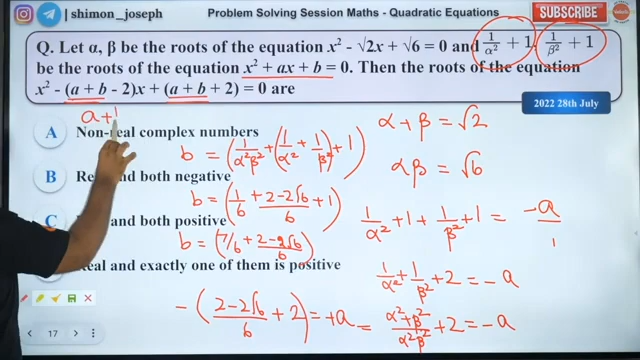 | shimon_joseph
Problem Solving Session Maths - Quadratic Equations
SUBSCRIBE
Q. Let α, β be the roots of the equation x² - √2x + √6 = 0 and 1/α² + 1, 1/β² + 1
be the roots of the equation x² + ax + b = 0. Then the roots of the equation
x² - (a + b - 2)x + (a + b + 2) = 0 are
2022 28th July
a+1
A Non-real complex numbers
B Real and both negative
C Real and both positive
Real and exactly one of them is positive
b = (1/α²β² + (1/α² + 1/β²) + 1)
b = (1/6 + 2-2√6/6 + 1)
b = (7/6 + 2-2√6/6)
-(2-2√6/6 + 2) = +a
α + β = √2
αβ = √6
1/α² + 1 + 1/β² + 1 = -a/1
1/α² + 1/β² + 2 = -a
= α²+β²/α²β² + 2 = -a
17